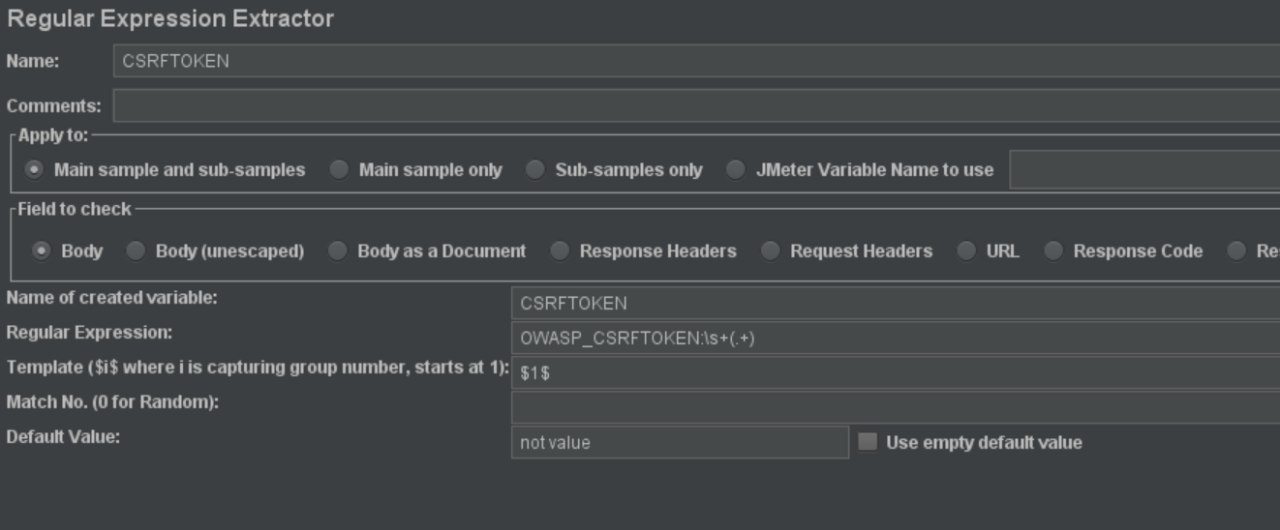 Regular Expression Extractor
Name: CSRFTOKEN
Comments:
Apply to:
Main sample and sub-samples Main sample only Sub-samples only JMeter Variable Name to use
Field to check
Body Body (unescaped) Body as a Document Response Headers Request Headers URL Response Code Re
Name of created variable: CSRFTOKEN
Regular Expression: OWASP_CSRFTOKEN:\s+(.+)
Template ($i$ where i is capturing group number, starts at 1): $1$
Match No. (0 for Random):
Default Value: not value Use empty default value